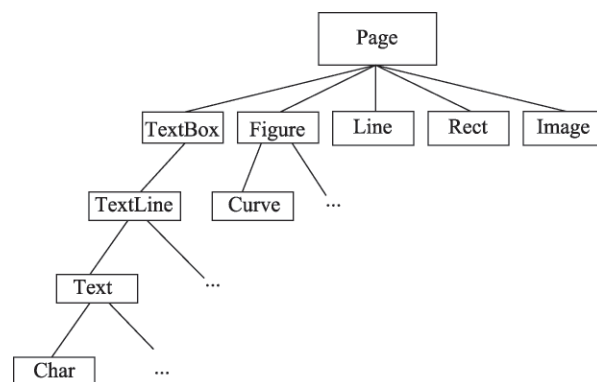 Page
TextBox Figure Line Rect Image
TextLine Curve ...
Text ...
Char ...